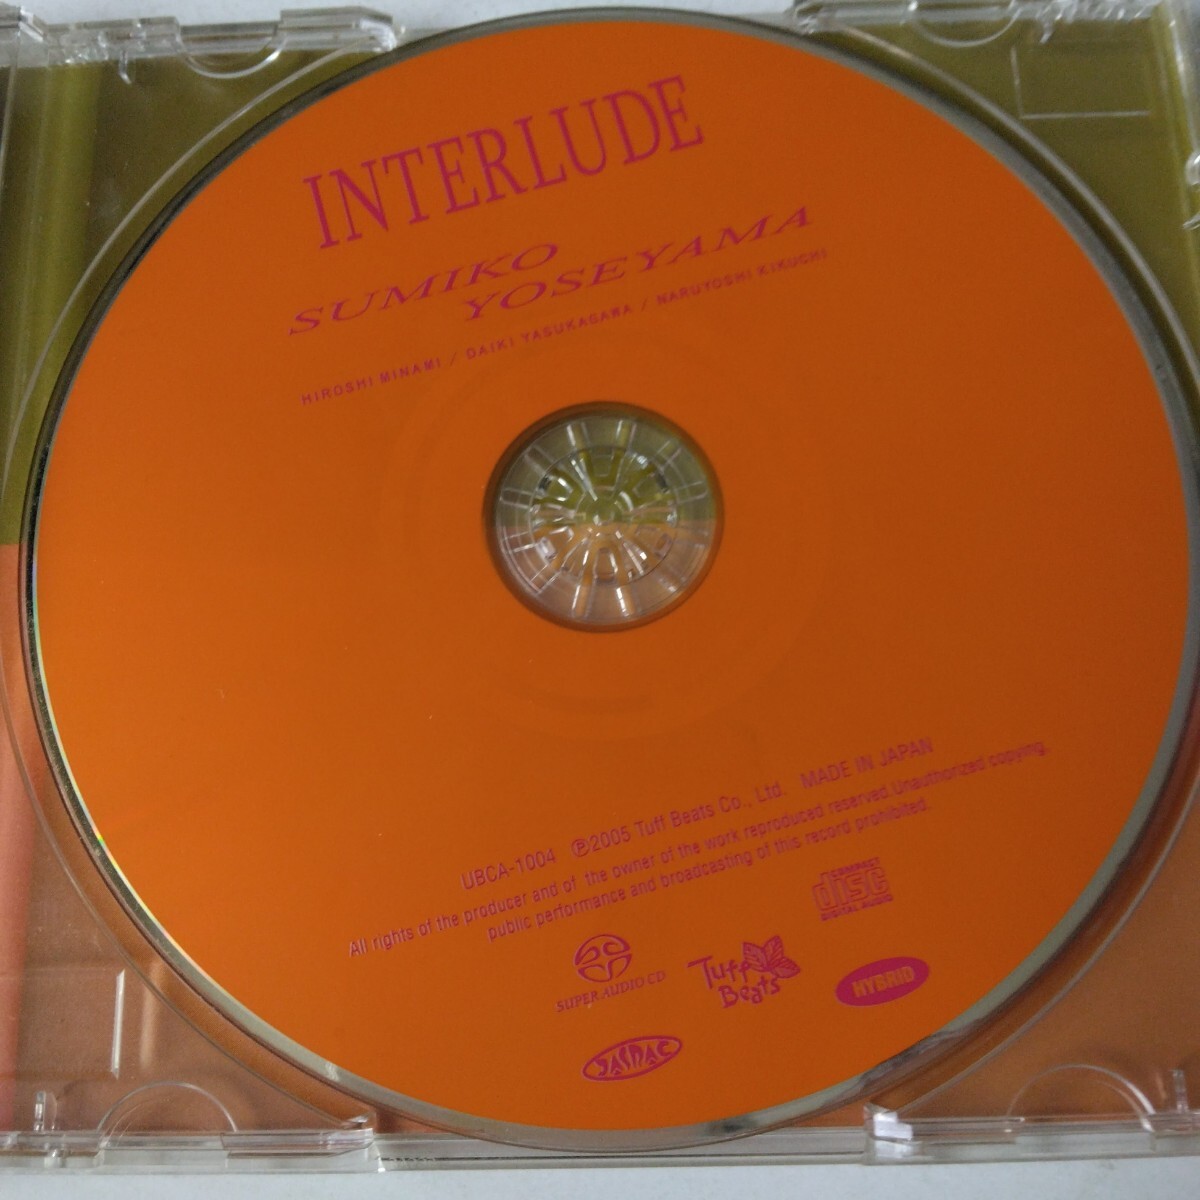 INTERLUDE
SUMIKO
YOSEYAMA
HIROSHI MINAMI / DAIKI YASUKAGAWA / NARUYOSHI KIKUCHI
UBCA-1004 ℗2005 Tuff Beats Co., Ltd. MADE IN JAPAN
All rights of the producer and of the owner of the work reproduced reserved.Unauthorized copying,
public performance and broadcasting of this record prohibited.
COMPACT
disc
DIGITAL AUDIO
SUPER AUDIO CD
Tuff
Beats
HYBRID
JASRAC